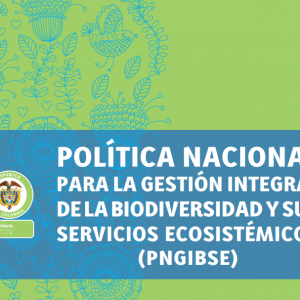 POLÍTICA NACIONA
PARA LA GESTIÓN INTEGRA
DE LA BIODIVERSIDAD Y SU
SERVICIOS ECOSISTÉMICO
(PNGIBSE)